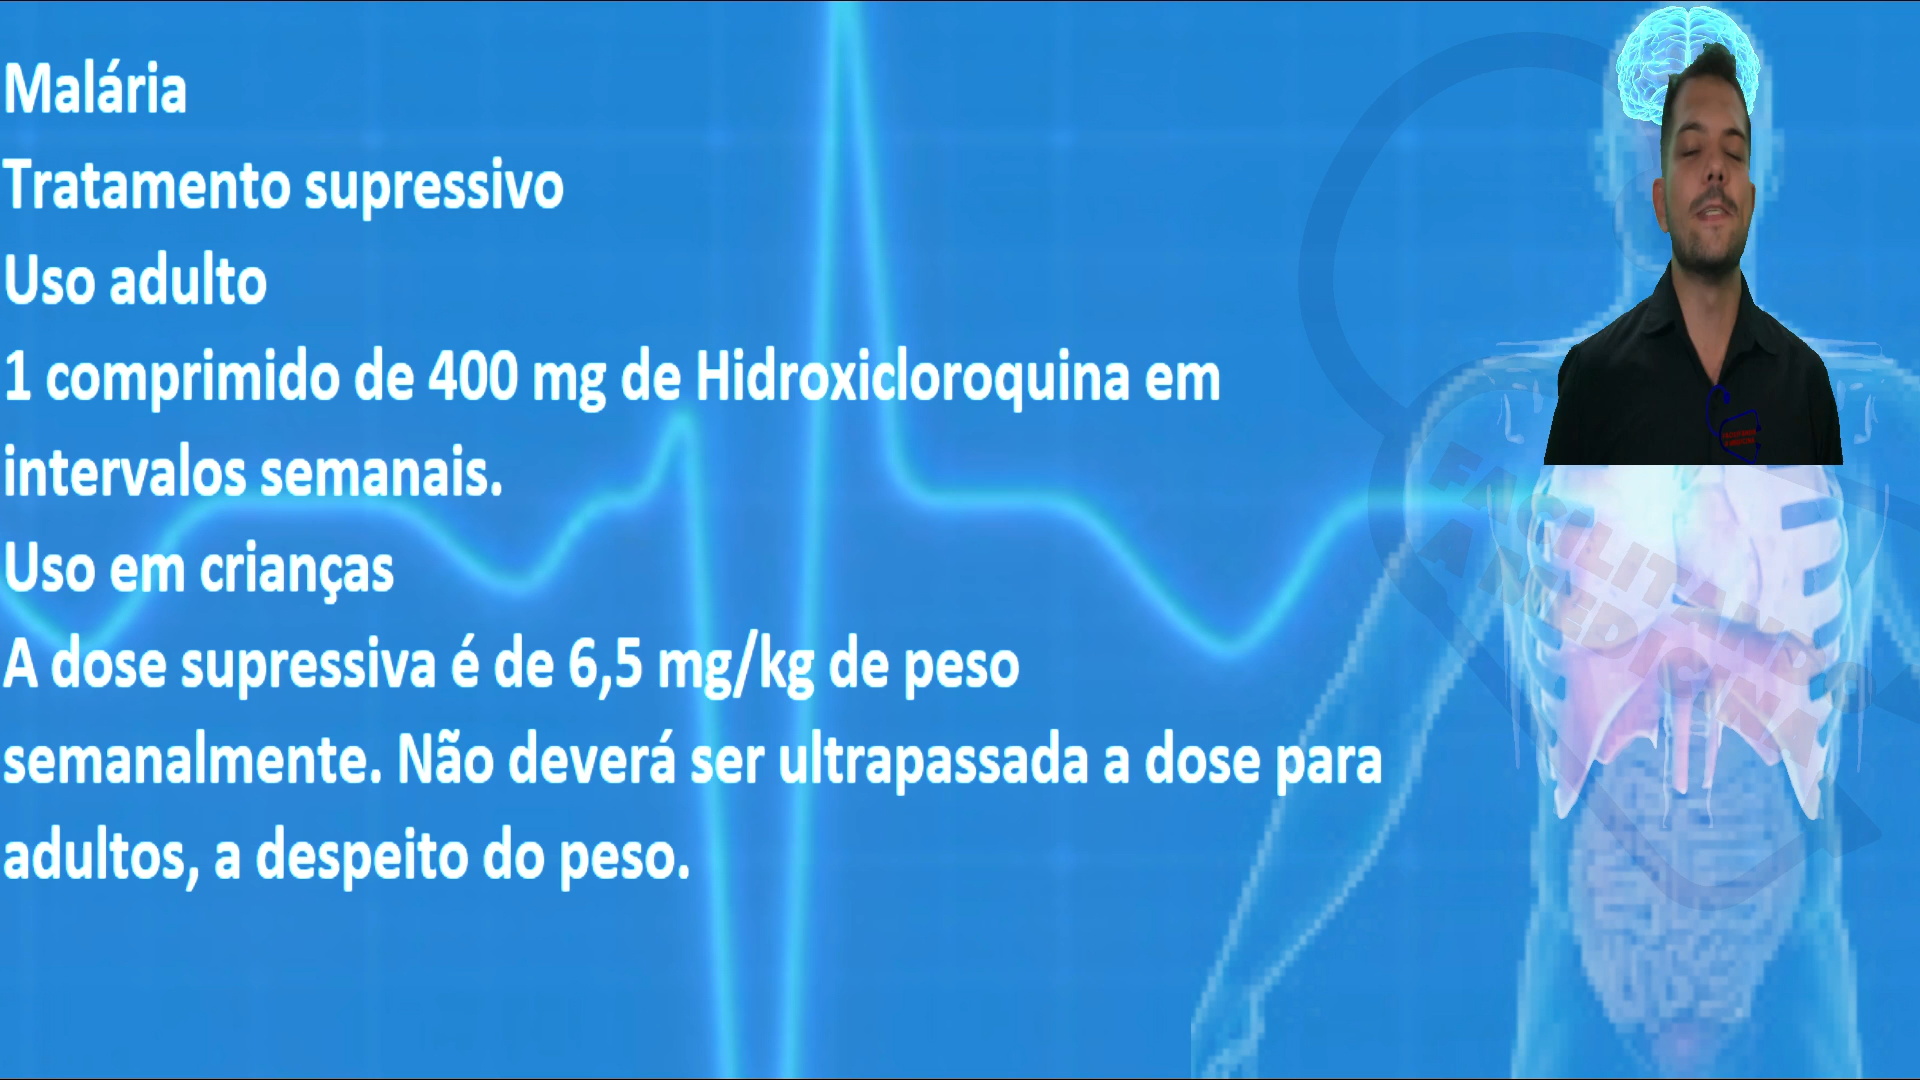 Malária
Tratamento supressivo
Uso adulto
1 comprimido de 400 mg de Hidroxicloroquina em
intervalos semanais.
Uso em crianças
A dose supressiva é de 6,5 mg/kg de peso
semanalmente. Não deverá ser ultrapassada a dose para
adultos, a despeito do peso.
FACILITANDO
A MEDICINA